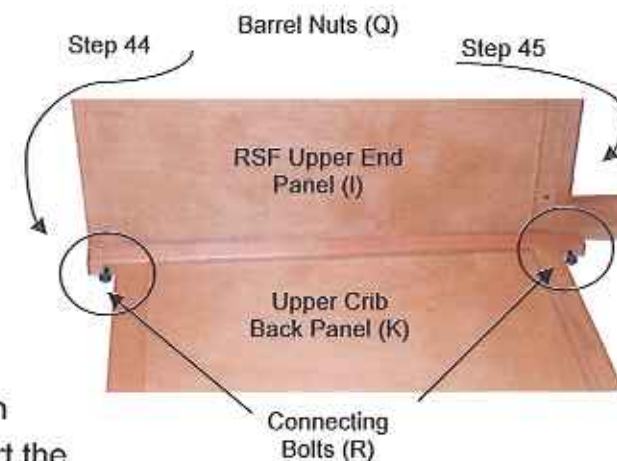 Barrel Nuts (Q)
Step 44
Step 45
RSF Upper End
Panel (I)
Upper Crib
Back Panel (K)
Connecting
Bolts (R)